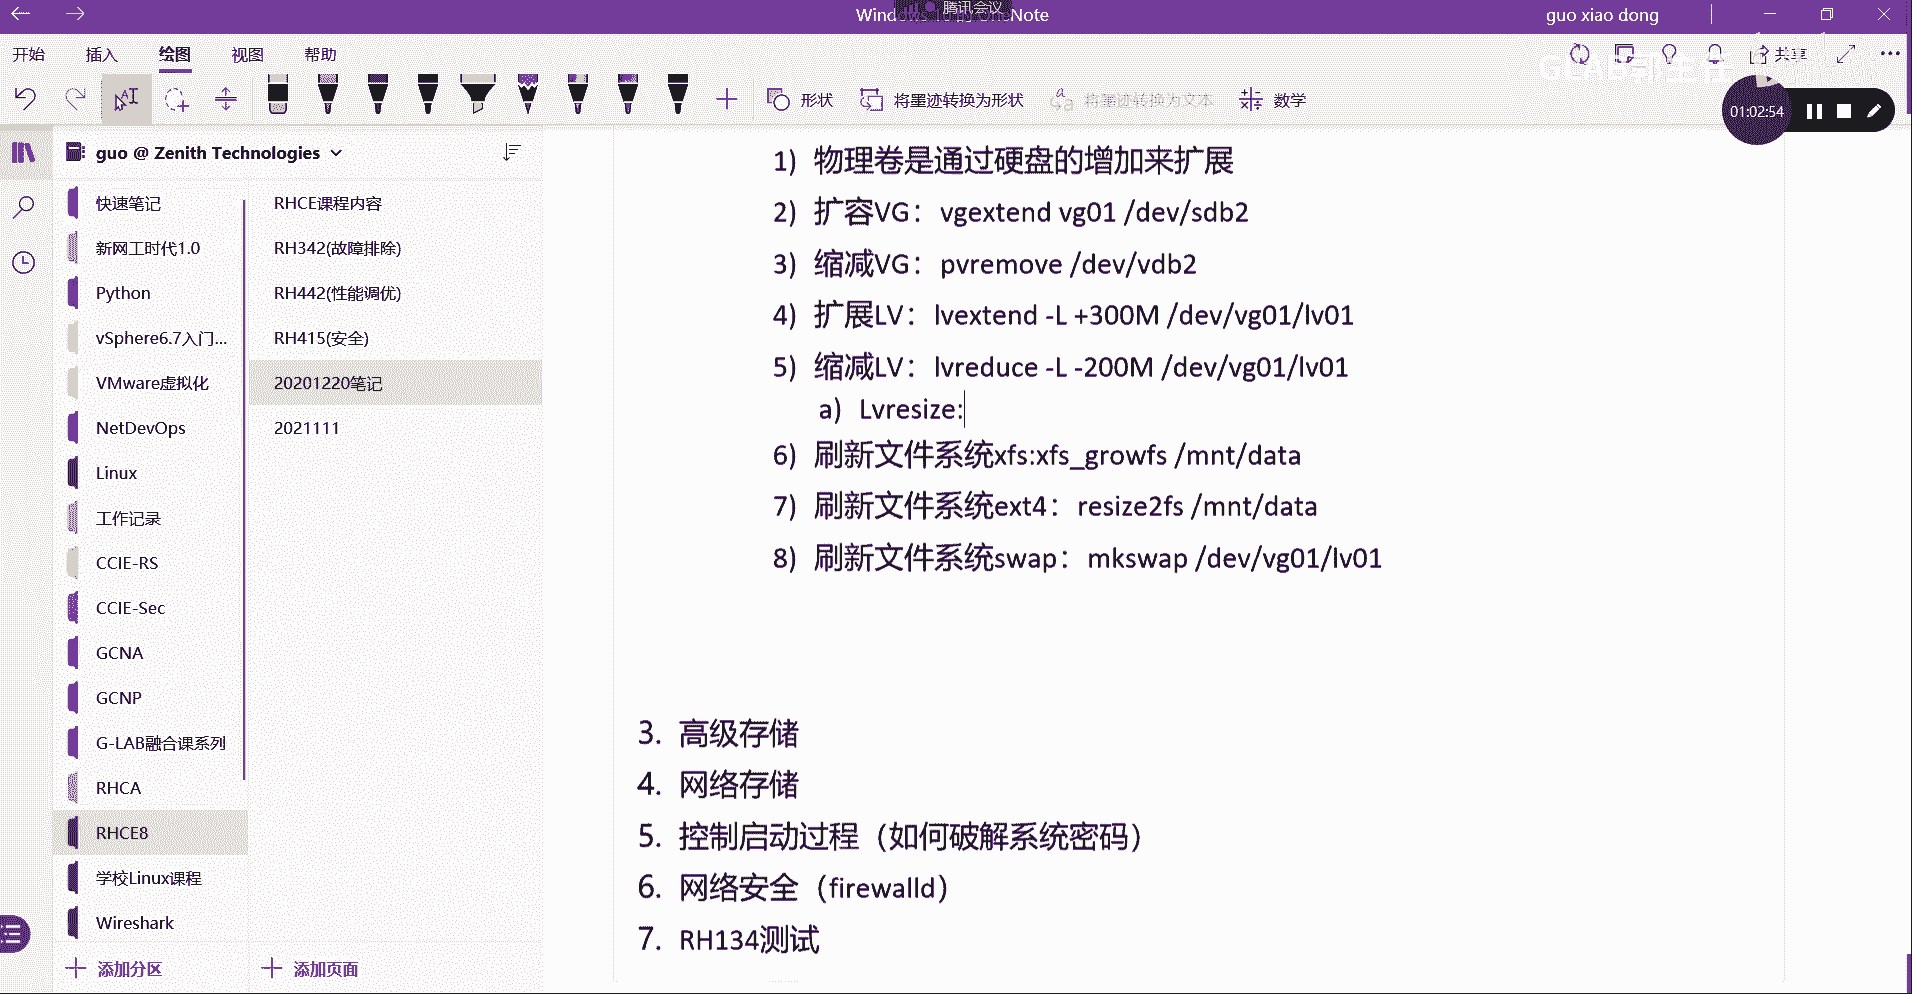 腾讯会议
guo xiao dong
开始 插入 绘图 视图 帮助
共享
形状 将墨迹转换为形状 将墨迹转换为文本 数学
01:02:54
guo @ Zenith Technologies
快速笔记
新网工时代1.0
Python
vSphere6.7入门...
VMware虚拟化
NetDevOps
Linux
工作记录
CCIE-RS
CCIE-Sec
GCNA
GCNP
G-LAB融合课系列
RHCA
RHCE8
学校Linux课程
Wireshark
添加分区
RHCE课程内容
RH342(故障排除)
RH442(性能调优)
RH415(安全)
20201220笔记
2021111
添加页面
1) 物理卷是通过硬盘的增加来扩展
2) 扩容VG：vgextend vg01 /dev/sdb2
3) 缩减VG：pvremove /dev/vdb2
4) 扩展LV：lvextend -L +300M /dev/vg01/lv01
5) 缩减LV：lvreduce -L -200M /dev/vg01/lv01
a) Lvresize:
6) 刷新文件系统xfs:xfs_growfs /mnt/data
7) 刷新文件系统ext4：resize2fs /mnt/data
8) 刷新文件系统swap：mkswap /dev/vg01/lv01
3. 高级存储
4. 网络存储
5. 控制启动过程（如何破解系统密码）
6. 网络安全（firewalld）
7. RH134测试